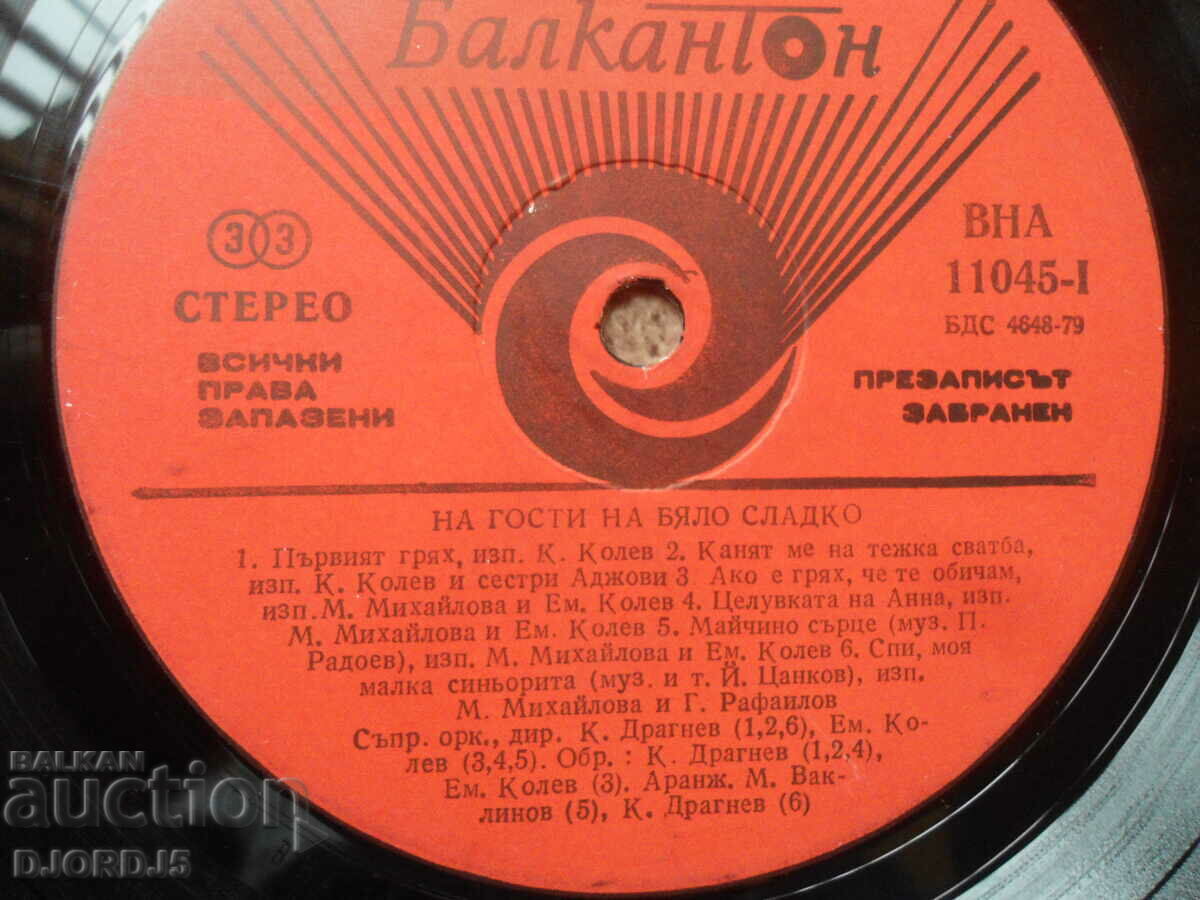 Балкантон
33
СТЕРЕО
ВСИЧКИ
ПРАВА
ЗАПАЗЕНИ
ВНА
11045-I
БДС 4648-79
ПРЕЗАПИСЪТ
ЗАБРАНЕН
НА ГОСТИ НА БЯЛО СЛАДКО
1. Първият грях, изп. К. Колев 2. Канят ме на тежка сватба,
изп. К. Колев и сестри Аджови 3. Ако е грях, че те обичам,
изп. М. Михайлова и Ем. Колев 4. Целувката на Анна, изп.
М. Михайлова и Ем. Колев 5. Майчино сърце (муз. П.
Радоев), изп. М. Михайлова и Ем. Колев 6. Спи, моя
малка синьорита (муз. и т. Й. Цанков), изп.
М. Михайлова и Г. Рафаилов
Съпр. орк., дир. К. Драгнев (1,2,6), Ем. Ко-
лев (3,4,5). Обр.: К. Драгнев (1,2,4),
Ем. Колев (3). Аранж. М. Вак-
линов (5), К. Драгнев (6)
BALKAN
auction
DJORDJ5